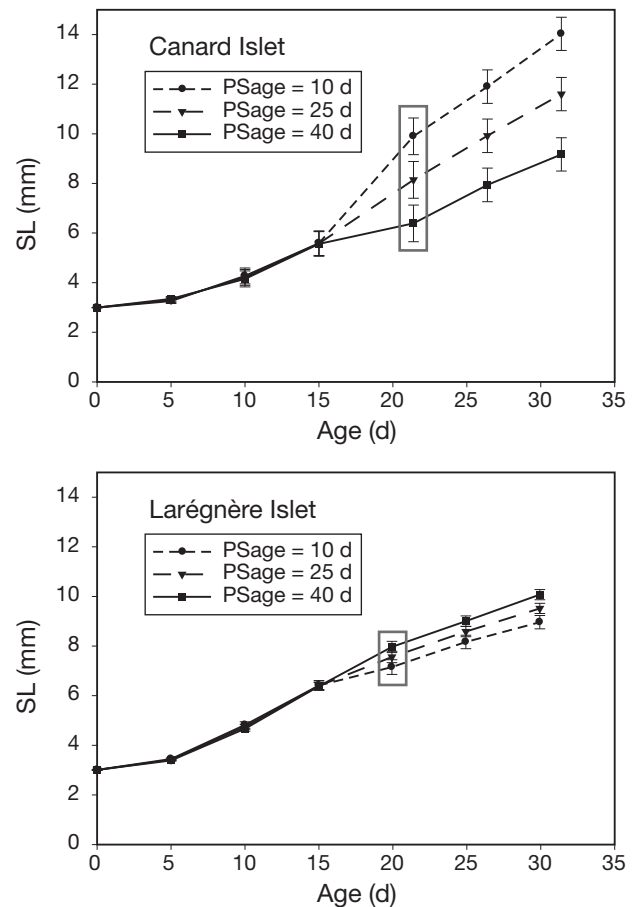 14
Canard Islet
12
PSage = 10 d
PSage = 25 d
10
PSage = 40 d
8
SL (mm)
6
4
2
0
0 5 10 15 20 25 30 35
Age (d)
14
Larégnère Islet
12
PSage = 10 d
PSage = 25 d
10
PSage = 40 d
8
SL (mm)
6
4
2
0
0 5 10 15 20 25 30 35
Age (d)